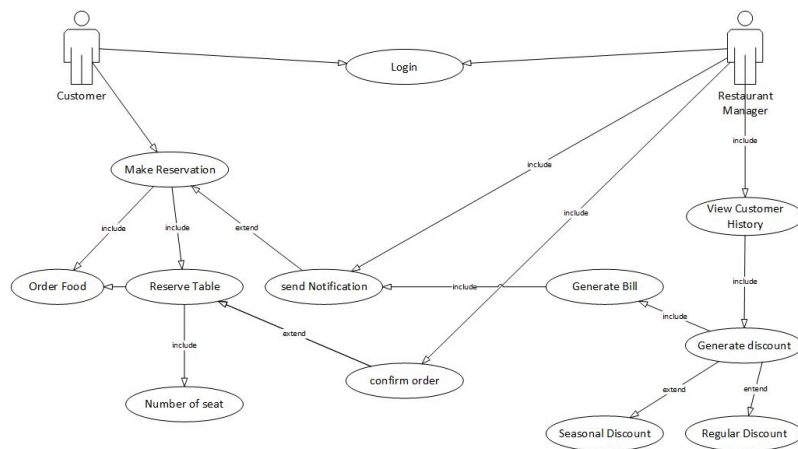 Login
Customer
Restaurant
Manager
include
Make Reservation
View Customer
History
include
include
include
extend
include
include
Order Food
Reserve Table
send Notification
include
Generate Bill
include
extend
include
Generate discount
confirm order
extend
entend
Number of seat
Seasonal Discount
Regular Discount